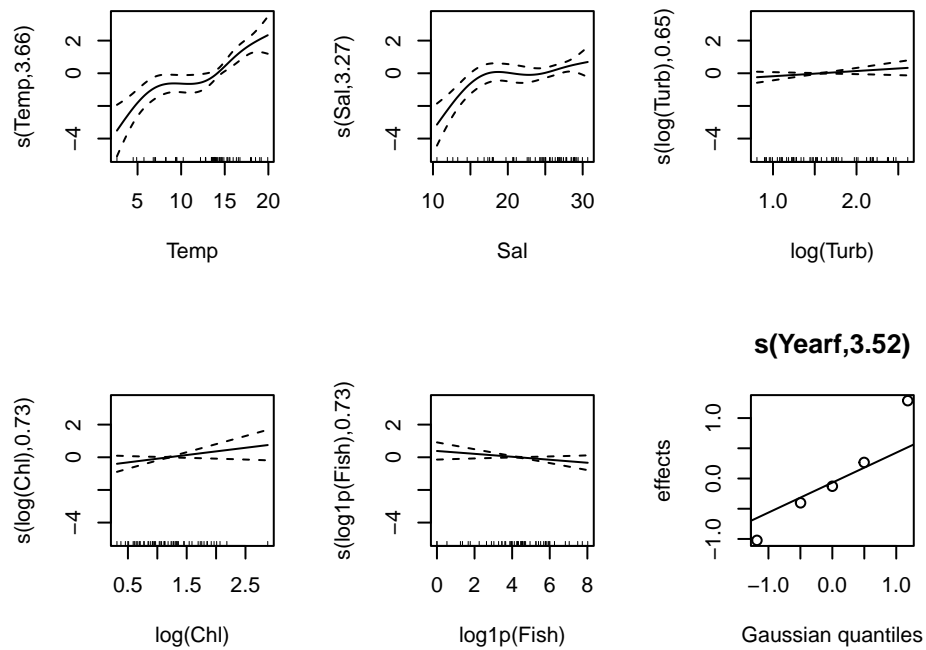 s(Temp,3.66)
2
0
−4
5
10
15
20
Temp
s(Sal,3.27)
2
0
−4
10
20
30
Sal
s(log(Turb),0.65)
2
0
−4
1.0
2.0
log(Turb)
s(log(Chl),0.73)
2
0
−4
0.5
1.5
2.5
log(Chl)
s(log1p(Fish),0.73)
2
0
−4
0
2
4
6
8
log1p(Fish)
s(Yearf,3.52)
effects
1.0
0.0
−1.0
−1.0
0.0
1.0
Gaussian quantiles